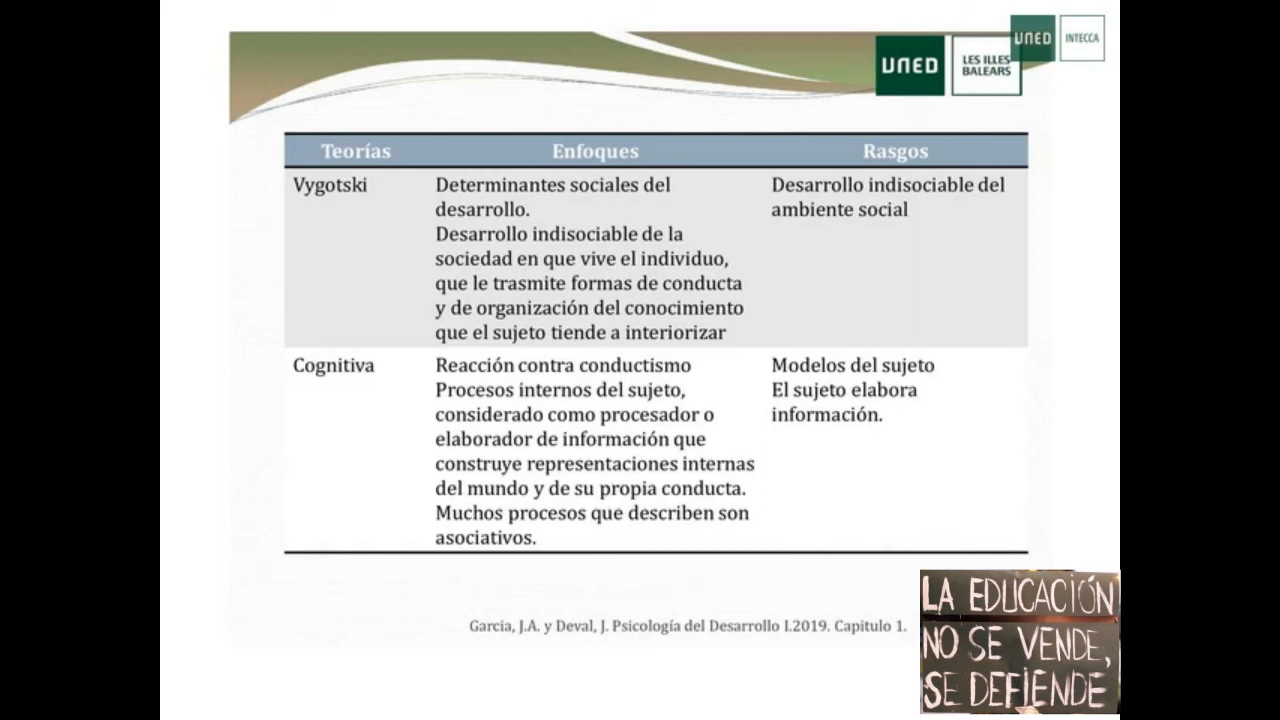 UNED
INTECCA
UNED
LES ILLES
BALEARS
Teorías
Enfoques
Rasgos
Vygotski
Determinantes sociales del
desarrollo.
Desarrollo indisociable de la
sociedad en que vive el individuo,
que le trasmite formas de conducta
y de organización del conocimiento
que el sujeto tiende a interiorizar
Desarrollo indisociable del
ambiente social
Cognitiva
Reacción contra conductismo
Procesos internos del sujeto,
considerado como procesador o
elaborador de información que
construye representaciones internas
del mundo y de su propia conducta.
Muchos procesos que describen son
asociativos.
Modelos del sujeto
El sujeto elabora
información.
Garcia, J.A. y Deval, J. Psicología del Desarrollo I.2019. Capitulo 1.
LA EDUCACIÓN
NO SE VENDE,
SE DEFIENDE